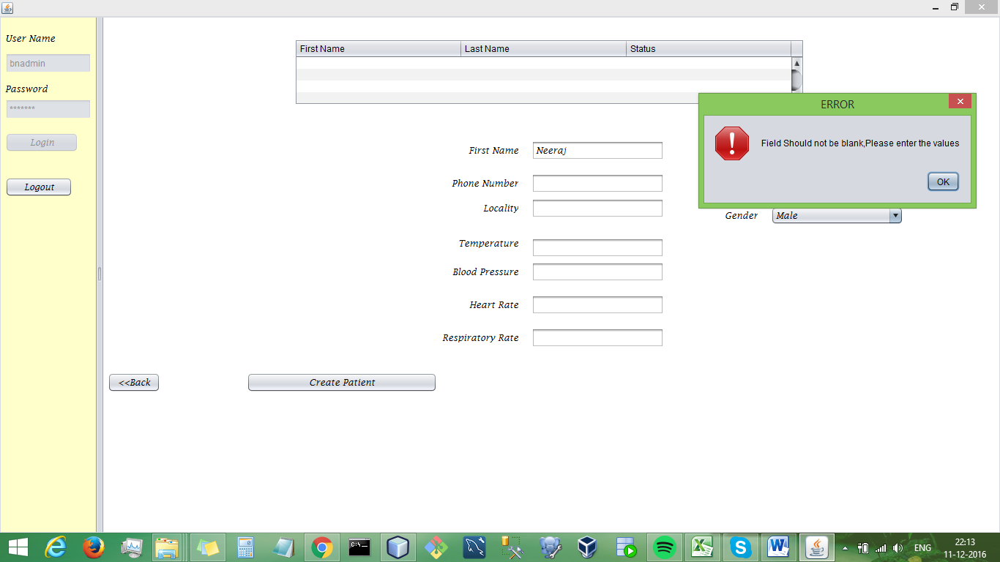 User Name
bnadmin
Password
*******
Login
Logout
First Name Last Name Status
ERROR
Field Should not be blank,Please enter the values
OK
First Name Neeraj
Phone Number
Locality
Gender Male
Temperature
Blood Pressure
Heart Rate
Respiratory Rate
<<Back Create Patient
C:\_
ENG
22:13
11-12-2016